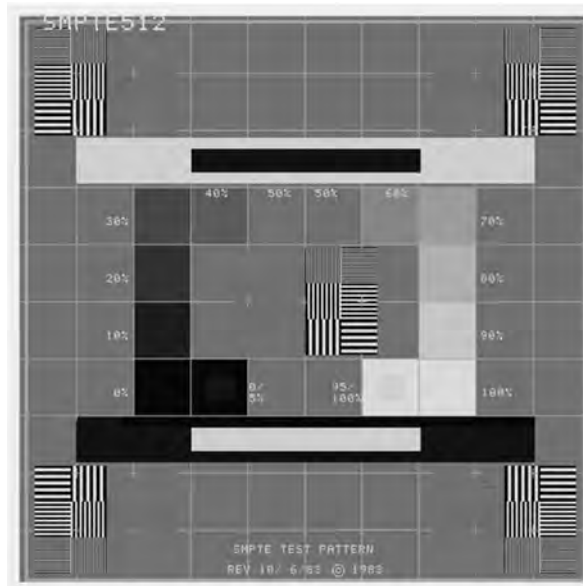 SMPTE512
40% 50% 50% 60%
30% 70%
20% 80%
10% 90%
0% 0/ 95/ 100%
5% 100%
SMPTE TEST PATTERN
REV 10/ 6/83 © 1983